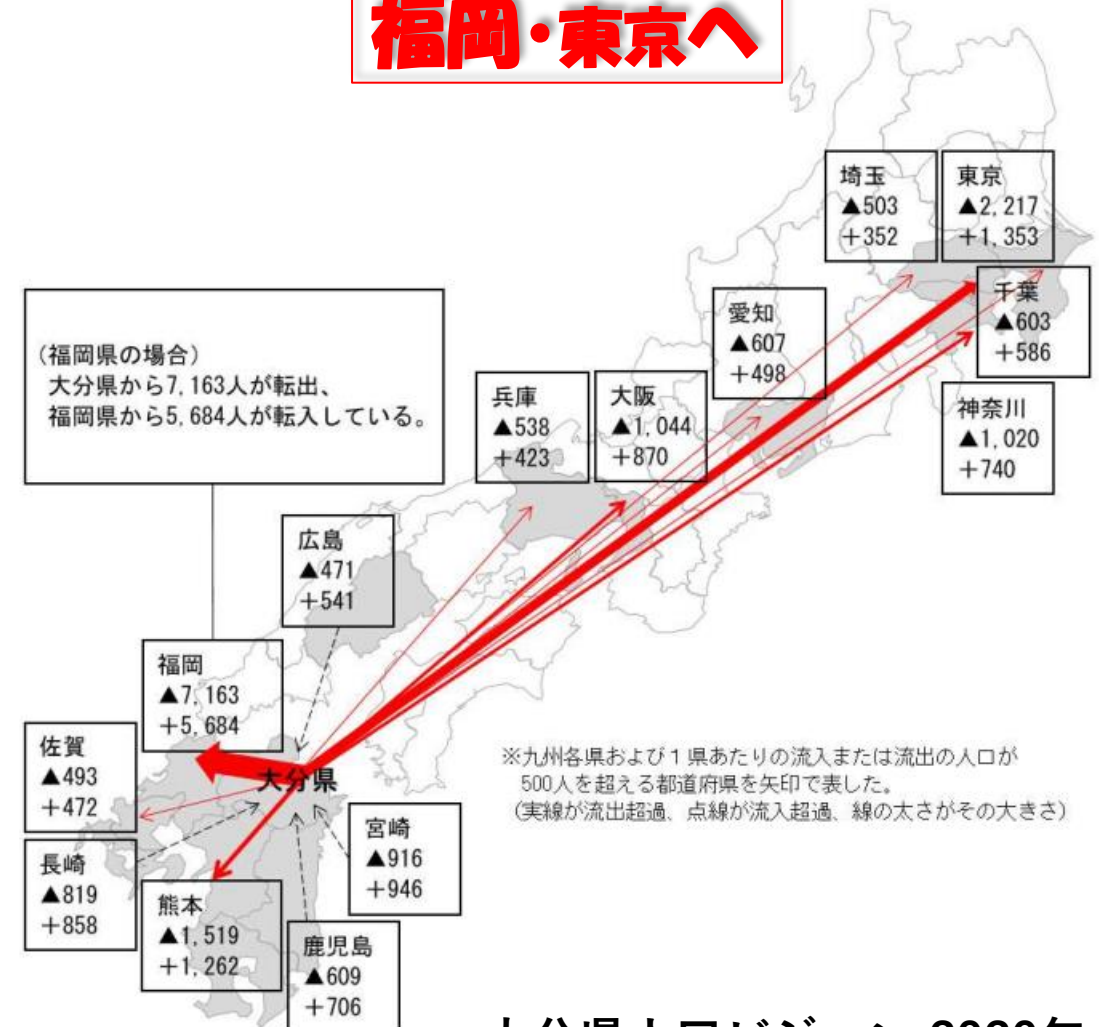 福岡・東京へ
埼玉
▲503
+352
東京
▲2,217
+1,353
千葉
▲603
+586
愛知
▲607
+498
神奈川
▲1,020
+740
兵庫
▲538
+423
大阪
▲1,044
+870
(福岡県の場合)
大分県から7,163人が転出、
福岡県から5,684人が転入している。
広島
▲471
+541
福岡
▲7,163
+5,684
佐賀
▲493
+472
大分県
※九州各県および1県あたりの流入または流出の人口が
500人を超える都道府県を矢印で表した。
(実線が流出超過、点線が流入超過、線の太さがその大きさ)
長崎
▲819
+858
熊本
▲1,519
+1,262
宮崎
▲916
+946
鹿児島
▲609
+706